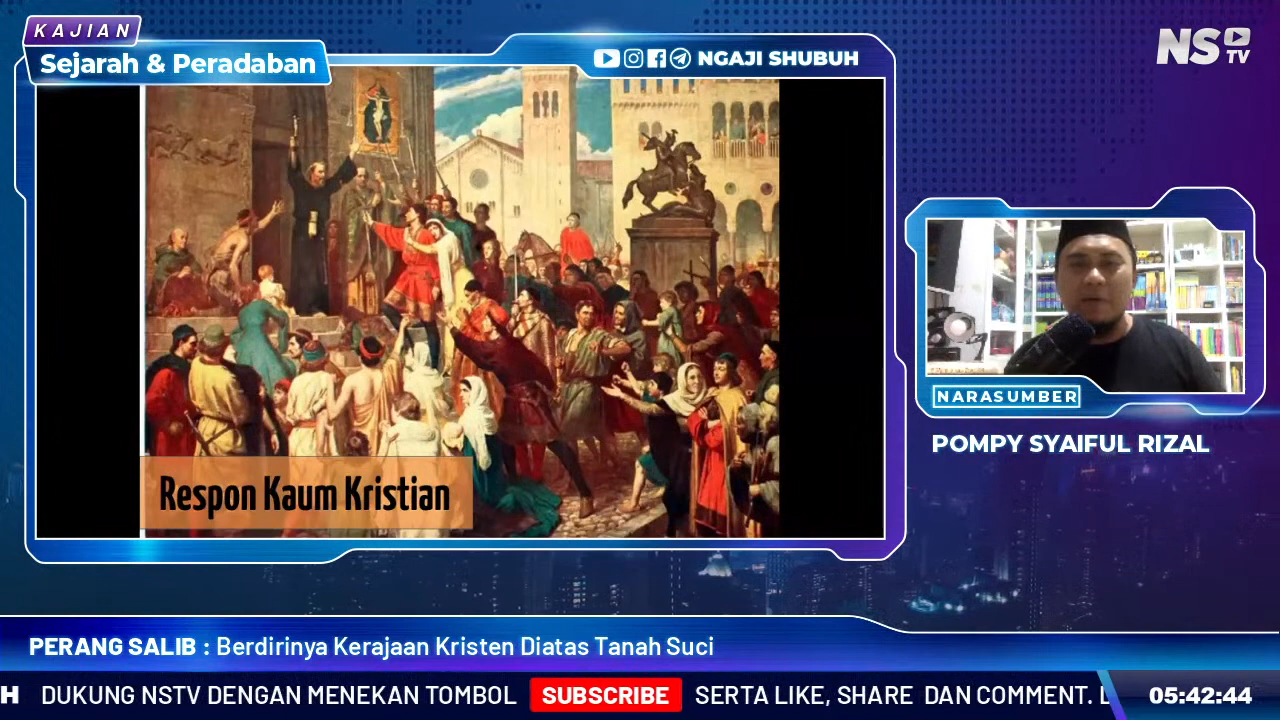 KAJIAN
Sejarah & Peradaban
NGAJI SHUBUH
NS TV
Respon Kaum Kristian
NARASUMBER
POMPY SYAIFUL RIZAL
PERANG SALIB : Berdirinya Kerajaan Kristen Diatas Tanah Suci
H DUKUNG NSTV DENGAN MENEKAN TOMBOL SUBSCRIBE SERTA LIKE, SHARE DAN COMMENT.
05:42:44